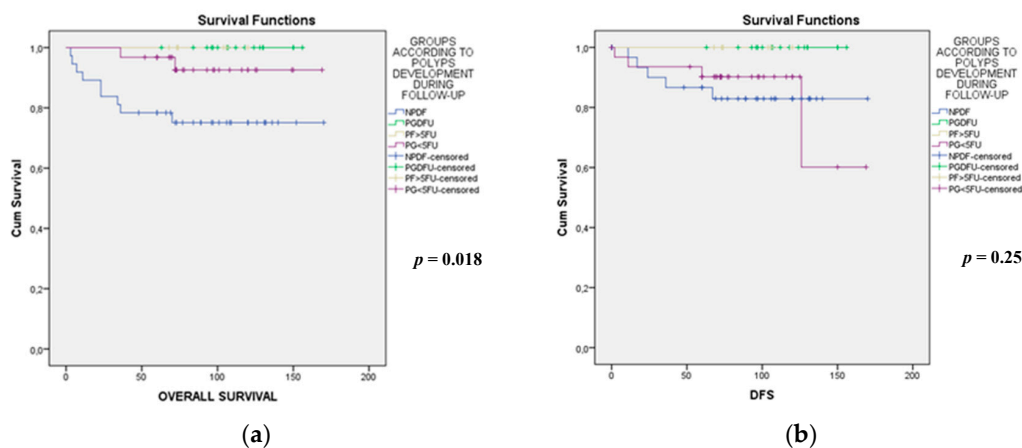 Survival Functions
1,0
0,8
0,6
0,4
0,2
0,0
Cum Survival
0
50
100
150
200
OVERALL SURVIVAL
GROUPS
ACCORDING TO
POLYPS
DEVELOPMENT
DURING
FOLLOW-UP
NPDF
PGDFU
PF>5FU
PG<5FU
NPDF-censored
PGDFU-censored
PF>5FU-censored
PG<5FU-censored
p = 0.018
(a)
Survival Functions
1,0
0,8
0,6
0,4
0,2
0,0
Cum Survival
0
50
100
150
200
DFS
GROUPS
ACCORDING TO
POLYPS
DEVELOPMENT
DURING
FOLLOW-UP
NPDF
PGDFU
PF>5FU
PG<5FU
NPDF-censored
PGDFU-censored
PF>5FU-censored
PG<5FU-censored
p = 0.25
(b)